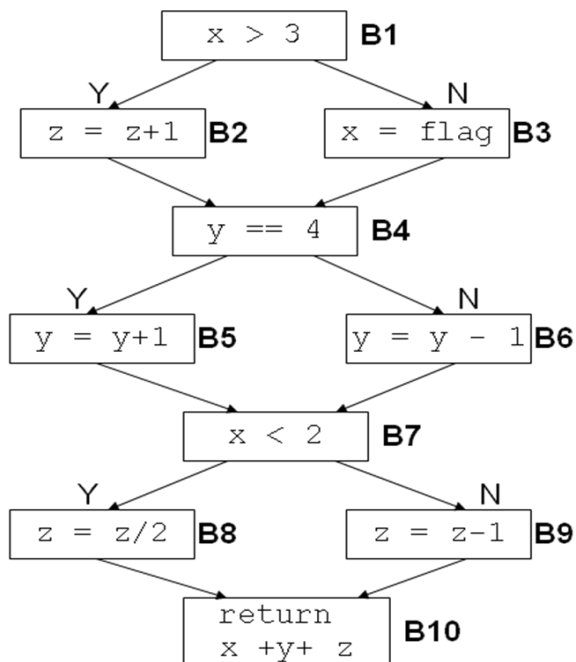 x > 3 B1
Y N
z = z+1 B2 x = flag B3
y == 4 B4
Y N
y = y+1 B5 y = y - 1 B6
x < 2 B7
Y N
z = z/2 B8 z = z-1 B9
return
x +y+ z B10